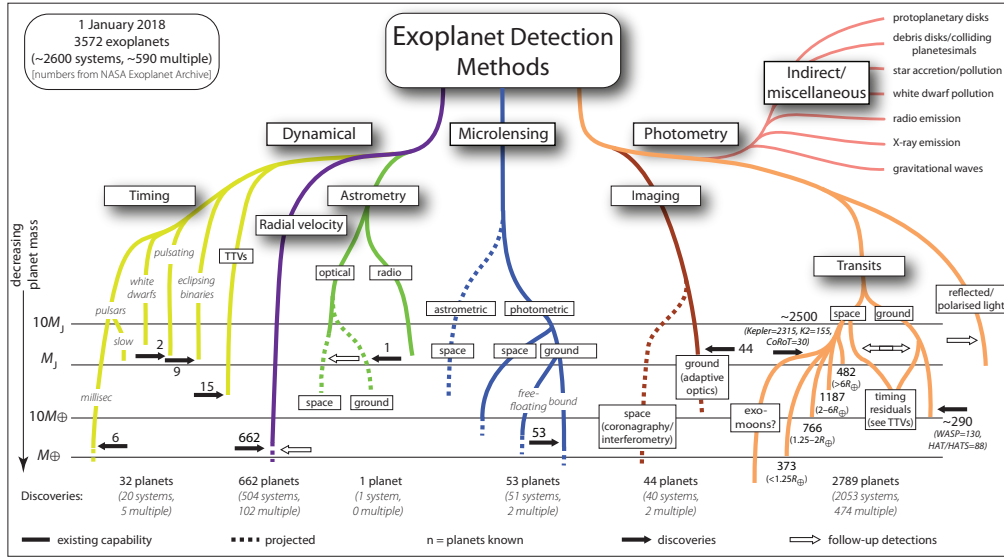 1 January 2018
3572 exoplanets
(~2600 systems, ~590 multiple)
[numbers from NASA Exoplanet Archive]
Exoplanet Detection
Methods
protoplanetary disks
debris disks/colliding
planetesimals
star accretion/pollution
white dwarf pollution
radio emission
X-ray emission
gravitational waves
Indirect/
miscellaneous
Dynamical
Microlensing
Photometry
Timing
Radial velocity
Astrometry
Imaging
Transits
decreasing
planet mass
10MJ
MJ
10M⊕
M⊕
pulsars
slow
millisec
white
dwarfs
pulsating
eclipsing
binaries
TTVs
2
9
15
6
662
optical
radio
1
space
ground
astrometric
photometric
space
space
ground
free-
floating
bound
53
44
ground
(adaptive
optics)
space
(coronagraphy/
interferometry)
~2500
(Kepler=2315, K2=155,
CoRoT=30)
space
ground
reflected/
polarised light
exo-
moons?
482
(>6R⊕)
1187
(2–6R⊕)
766
(1.25–2R⊕)
373
(<1.25R⊕)
timing
residuals
(see TTVs)
~290
(WASP=130,
HAT/HATS=88)
Discoveries:
32 planets
(20 systems,
5 multiple)
662 planets
(504 systems,
102 multiple)
1 planet
(1 system,
0 multiple)
53 planets
(51 systems,
2 multiple)
44 planets
(40 systems,
2 multiple)
2789 planets
(2053 systems,
474 multiple)
existing capability
projected
n = planets known
discoveries
follow-up detections